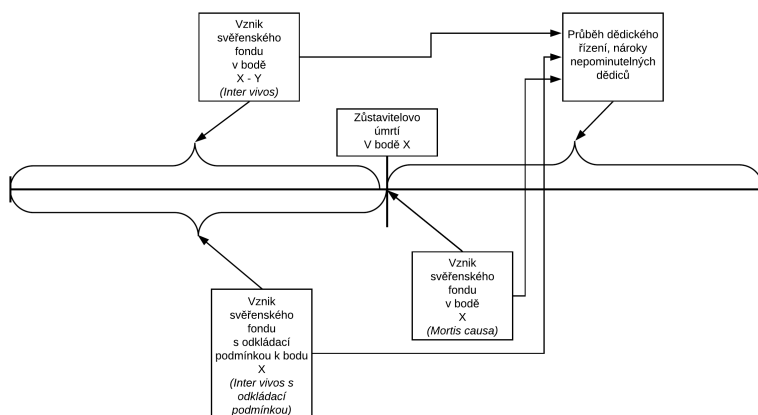 Vznik
svěřenského
fondu
v bodě
X - Y
(Inter vivos)
Průběh dědického
řízení, nároky
nepominutelných
dědiců
Zůstavitelovo
úmrtí
V bodě X
Vznik
svěřenského
fondu
v bodě
X
(Mortis causa)
Vznik
svěřenského
fondu
s odkládací
podmínkou k bodu
X
(Inter vivos s
odkládací
podmínkou)